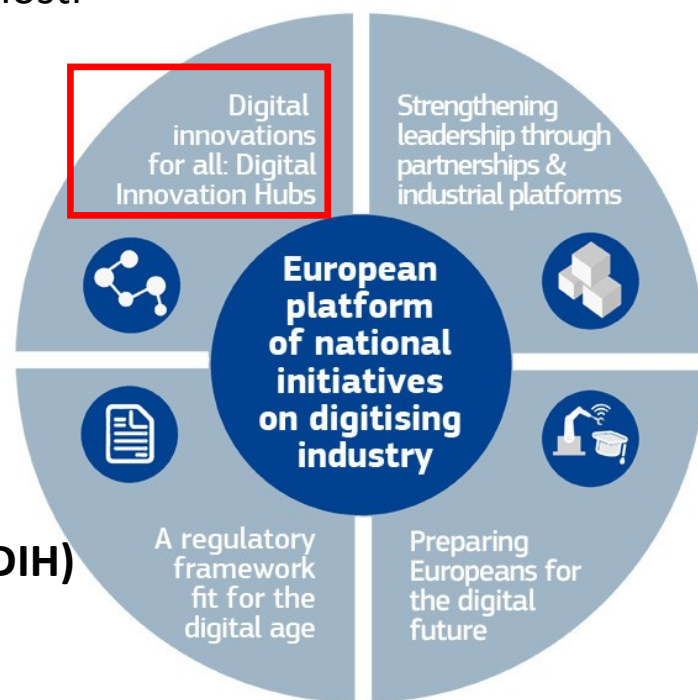 Digital
innovations
for all: Digital
Innovation Hubs
Strengthening
leadership through
partnerships &
industrial platforms
European
platform
of national
initiatives
on digitising
industry
DIH)
A regulatory
framework
fit for the
digital age
Preparing
Europeans for
the digital
future